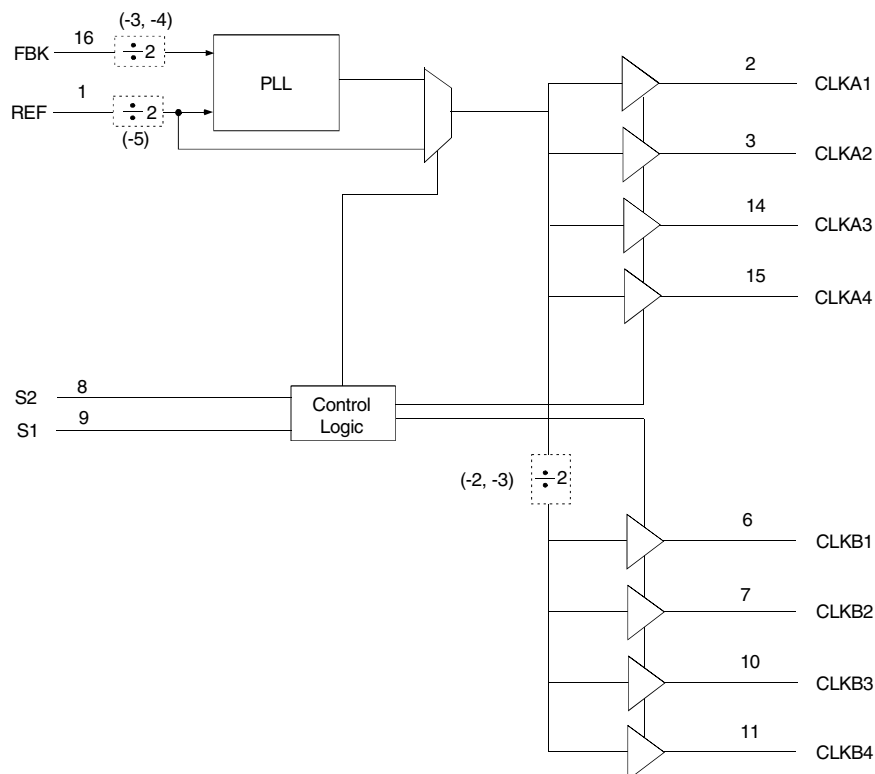 (-3, -4)
FBK 16 ÷2
PLL
REF 1 ÷2
(-5)
2 CLKA1
3 CLKA2
14 CLKA3
15 CLKA4
S2 8
S1 9
Control
Logic
(-2, -3) ÷2
6 CLKB1
7 CLKB2
10 CLKB3
11 CLKB4